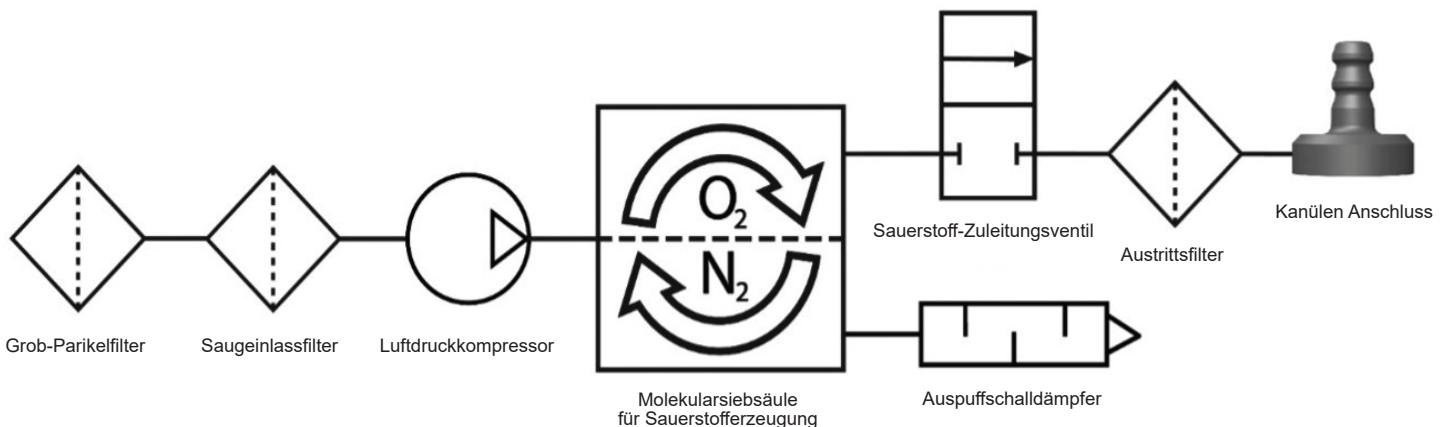 O2
N2
Grob-Parikelfilter
Saugeinlassfilter
Luftdruckkompressor
Molekularsiebsäule
für Sauerstofferzeugung
Sauerstoff-Zuleitungsventil
Austrittsfilter
Kanülen Anschluss
Auspuffschalldämpfer